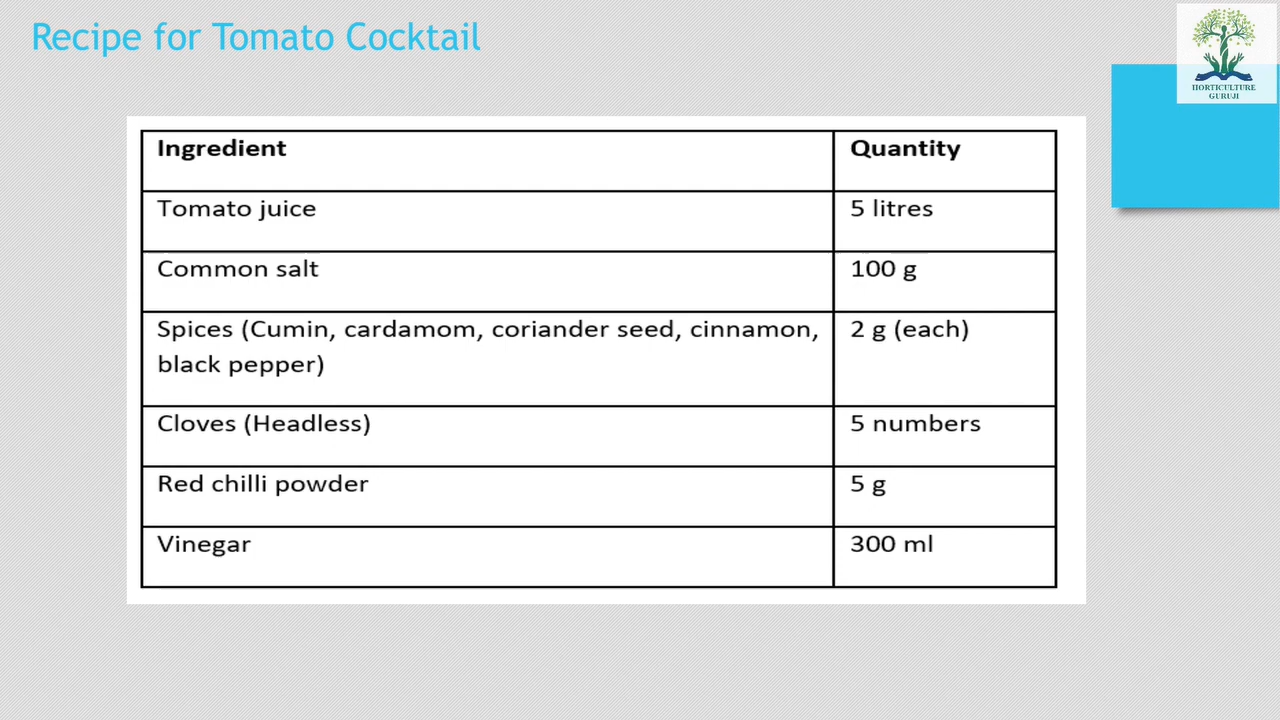 Recipe for Tomato Cocktail
HORTICULTURE
GURUJI
Ingredient Quantity
Tomato juice 5 litres
Common salt 100 g
Spices (Cumin, cardamom, coriander seed, cinnamon, 2 g (each)
black pepper)
Cloves (Headless) 5 numbers
Red chilli powder 5 g
Vinegar 300 ml